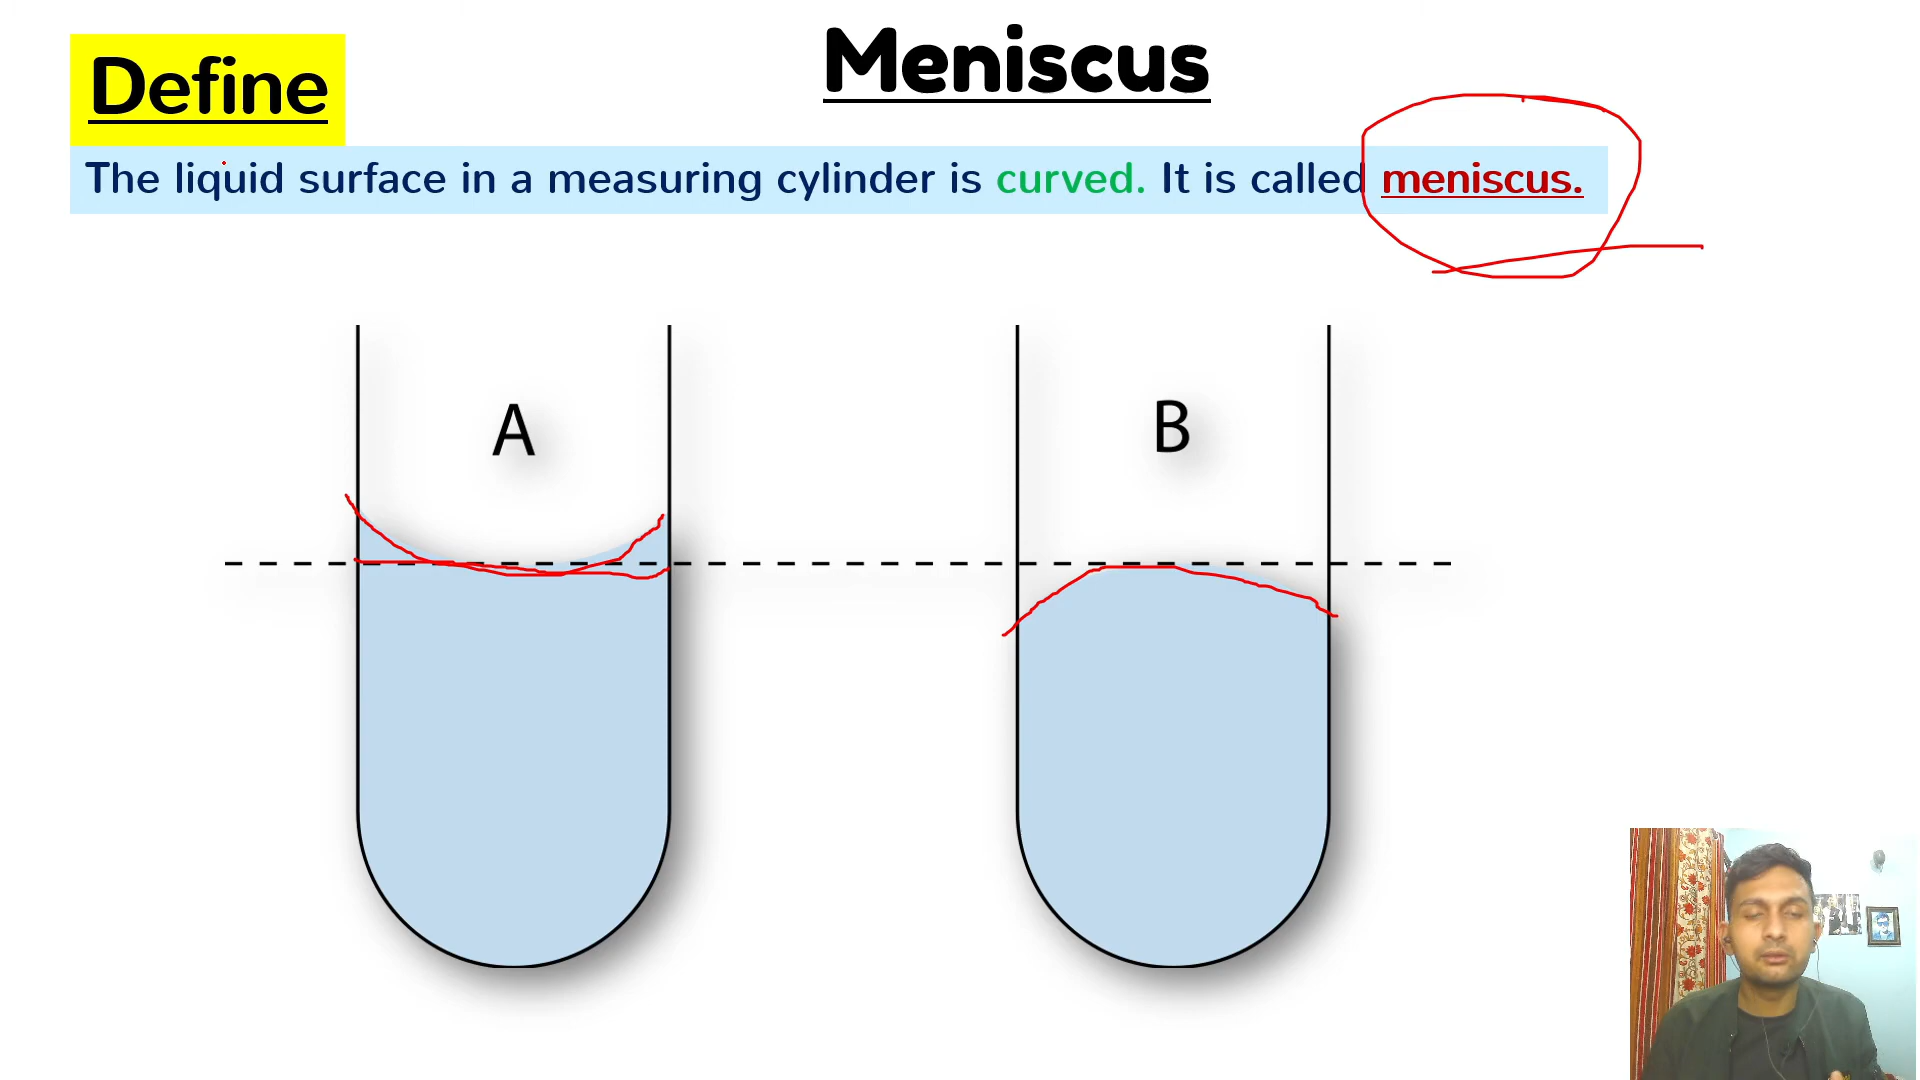 Meniscus
Define
The liquid surface in a measuring cylinder is curved. It is called meniscus.
A
B